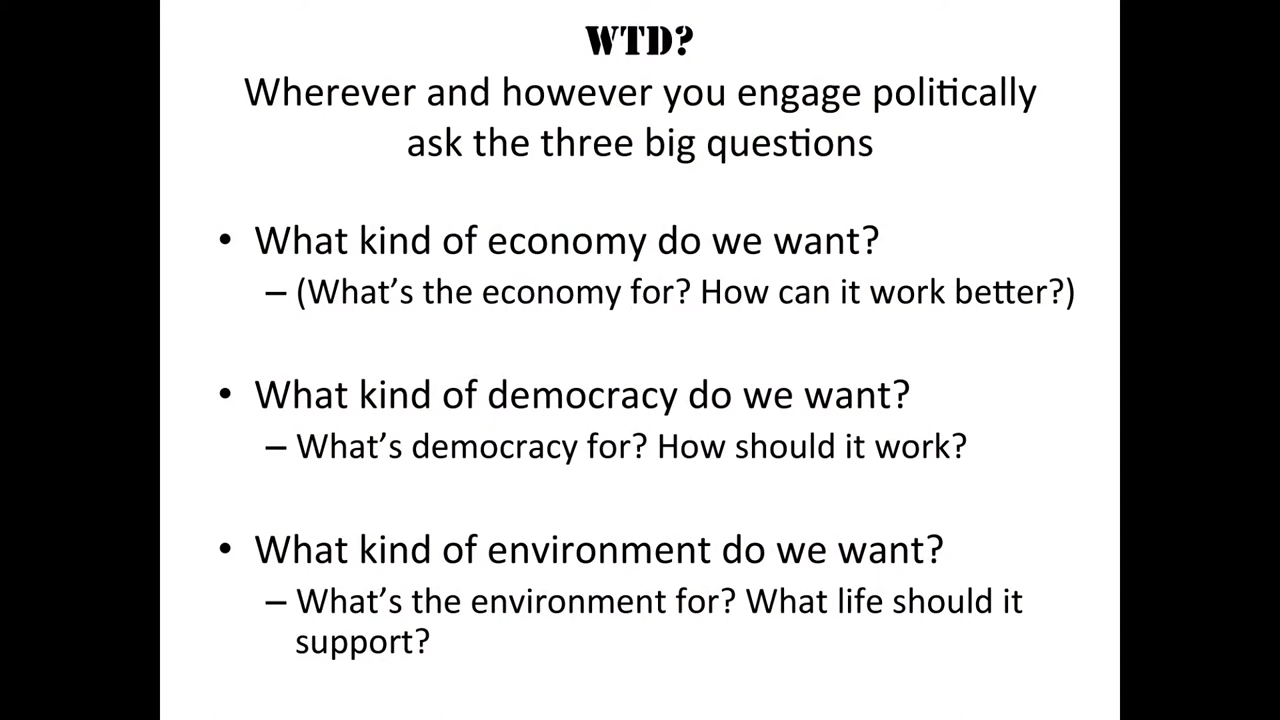 WTD?
Wherever and however you engage politically
ask the three big questions
• What kind of economy do we want?
– (What’s the economy for? How can it work better?)
• What kind of democracy do we want?
– What’s democracy for? How should it work?
• What kind of environment do we want?
– What’s the environment for? What life should it
support?